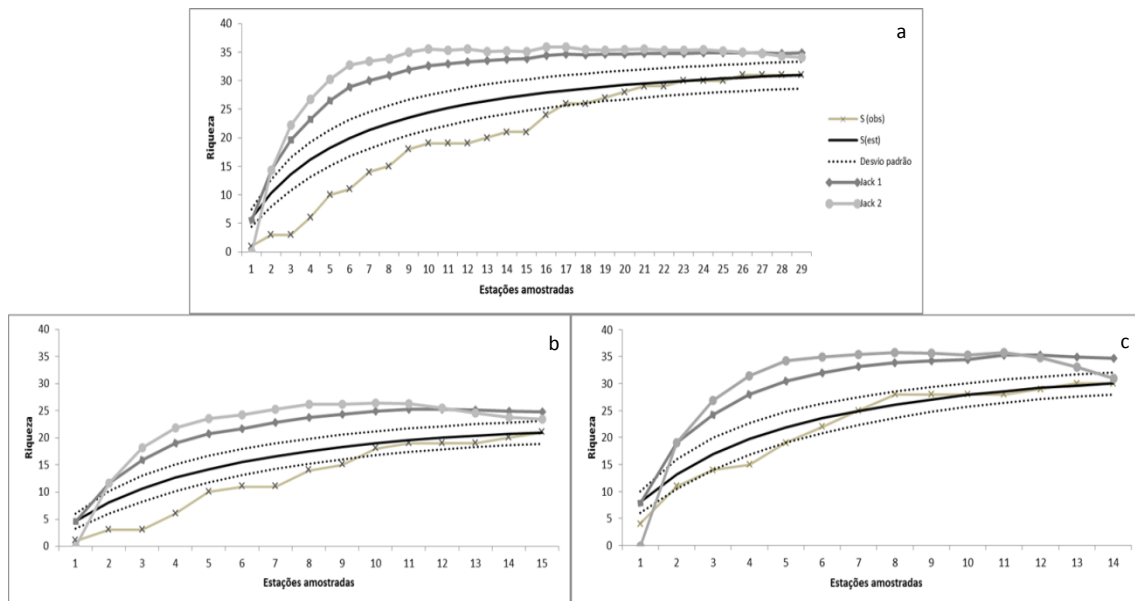 a
40
35
30
25
20
15
10
5
0
Riqueza
1 2 3 4 5 6 7 8 9 10 11 12 13 14 15 16 17 18 19 20 21 22 23 24 25 26 27 28 29
Estações amostradas
S (obs)
S(est)
Desvio padrão
Jack 1
Jack 2
b
40
35
30
25
20
15
10
5
0
Riqueza
1 2 3 4 5 6 7 8 9 10 11 12 13 14 15
Estações amostradas
c
40
35
30
25
20
15
10
5
0
Riqueza
1 2 3 4 5 6 7 8 9 10 11 12 13 14
Estações amostradas